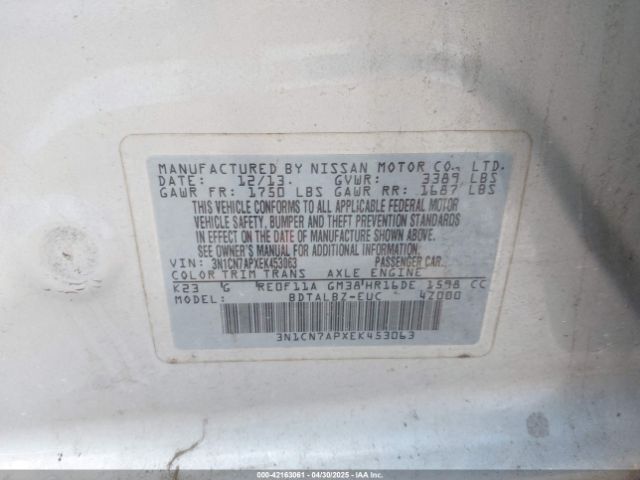 MANUFACTURED BY NISSAN MOTOR CO., LTD.
DATE: 12/13. GVWR: 3389 LBS
GAWR FR: 1750 LBS GAWR RR: 1687 LBS
THIS VEHICLE CONFORMS TO ALL APPLICABLE FEDERAL MOTOR
VEHICLE SAFETY, BUMPER AND THEFT PREVENTION STANDARDS
IN EFFECT ON THE DATE OF MANUFACTURE SHOWN ABOVE.
SEE OWNER'S MANUAL FOR ADDITIONAL INFORMATION.
VIN: 3N1CN7APXEK453063 PASSENGER CAR.
COLOR TRIM TRANS AXLE ENGINE
K23 G RE0F11A GM38 HR16DE 1598 CC
MODEL: BDTALBZ-EUC 4Z000
3N1CN7APXEK453063
000-42163061 - 04/30/2025 - IAAI, Inc.